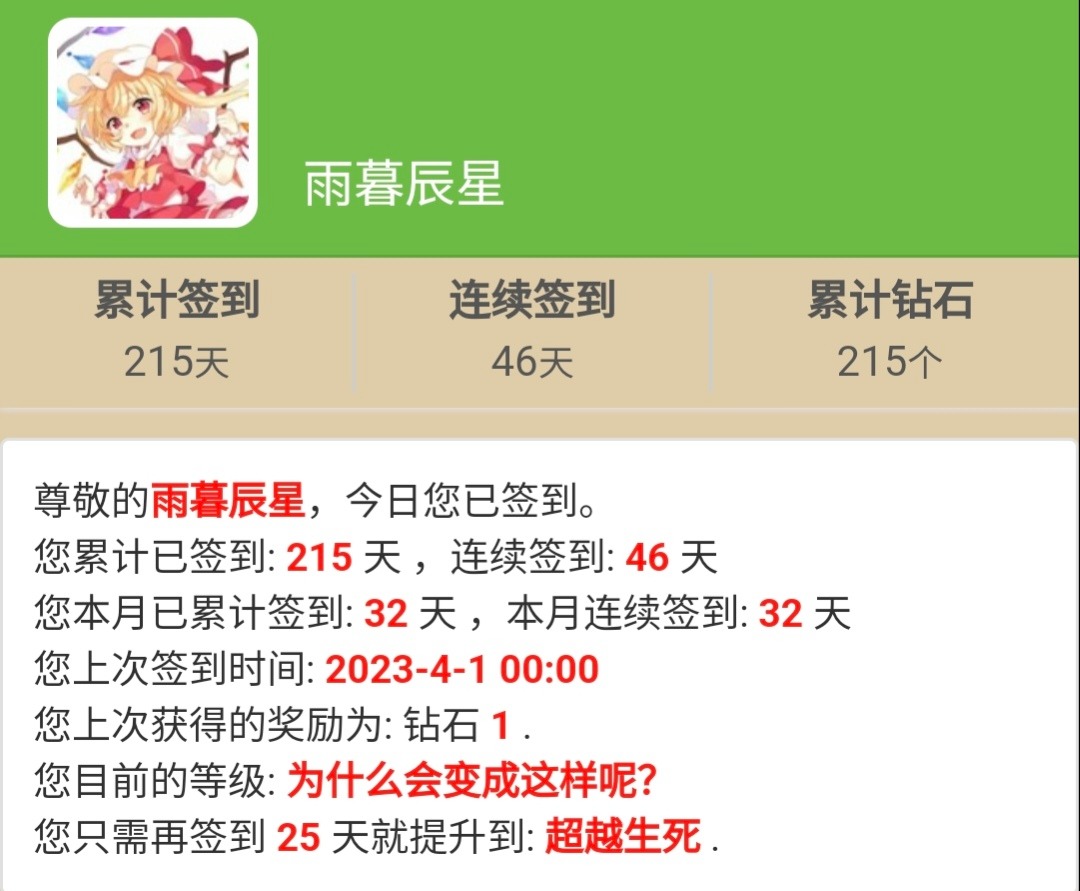 雨暮辰星
累计签到
连续签到
累计钻石
215天
46天
215个
尊敬的雨暮辰星，今日您已签到。
您累计已签到: 215 天 ，连续签到: 46 天
您本月已累计签到: 32 天 ，本月连续签到: 32 天
您上次签到时间: 2023-4-1 00:00
您上次获得的奖励为: 钻石 1 .
您目前的等级: 为什么会变成这样呢?
您只需再签到 25 天就提升到: 超越生死 .